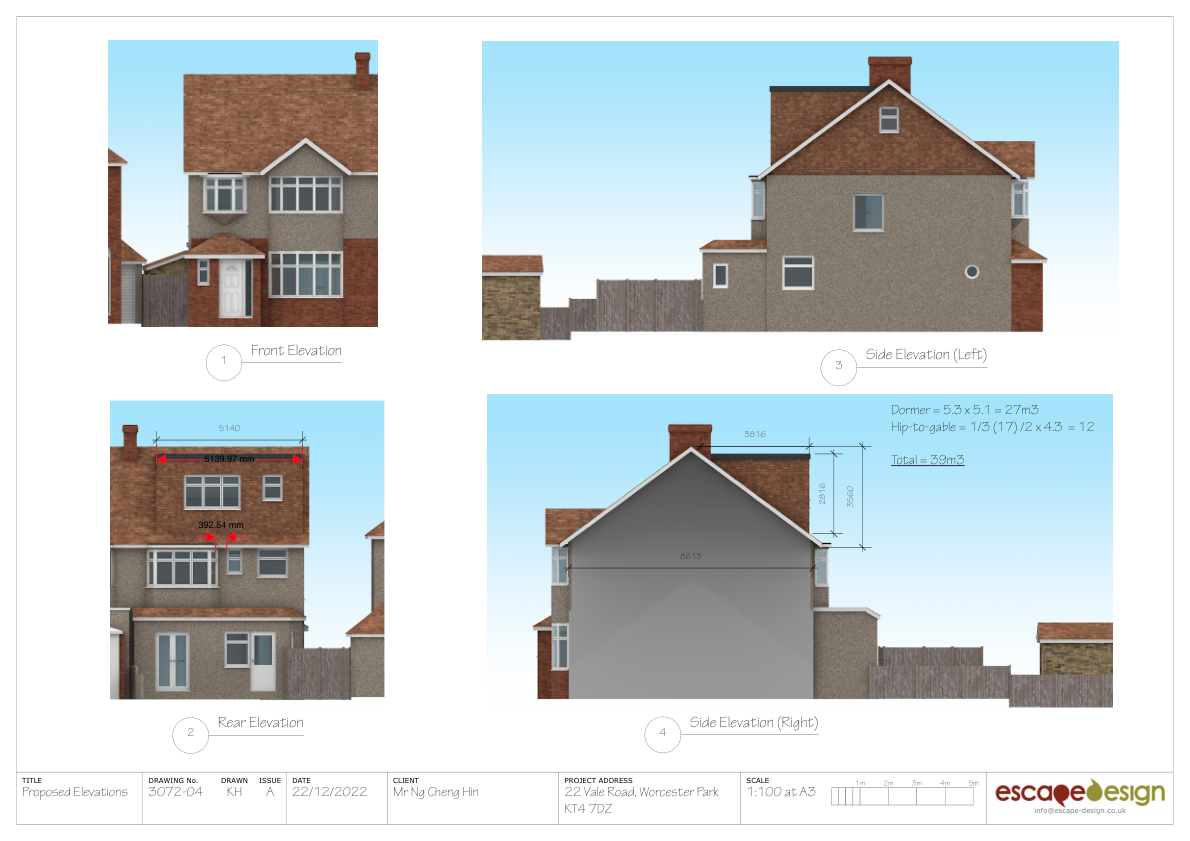 1
Front Elevation
3
Side Elevation (Left)
5140
5139.97 mm
392.54 mm
2
Rear Elevation
Dormer = 5.3 x 5.1 = 27m3
Hip-to-gable = 1/3 (17) /2 x 4.3 = 12
Total = 39m3
3816
2816
3560
8613
4
Side Elevation (Right)
TITLE
Proposed Elevations
DRAWING No.
3072-04
DRAWN
KH
ISSUE
A
DATE
22/12/2022
CLIENT
Mr Ng Cheng Hin
PROJECT ADDRESS
22 Vale Road, Worcester Park
KT4 7DZ
SCALE
1:100 at A3
1m 2m 3m 4m 5m
escapedesign
info@escape-design.co.uk